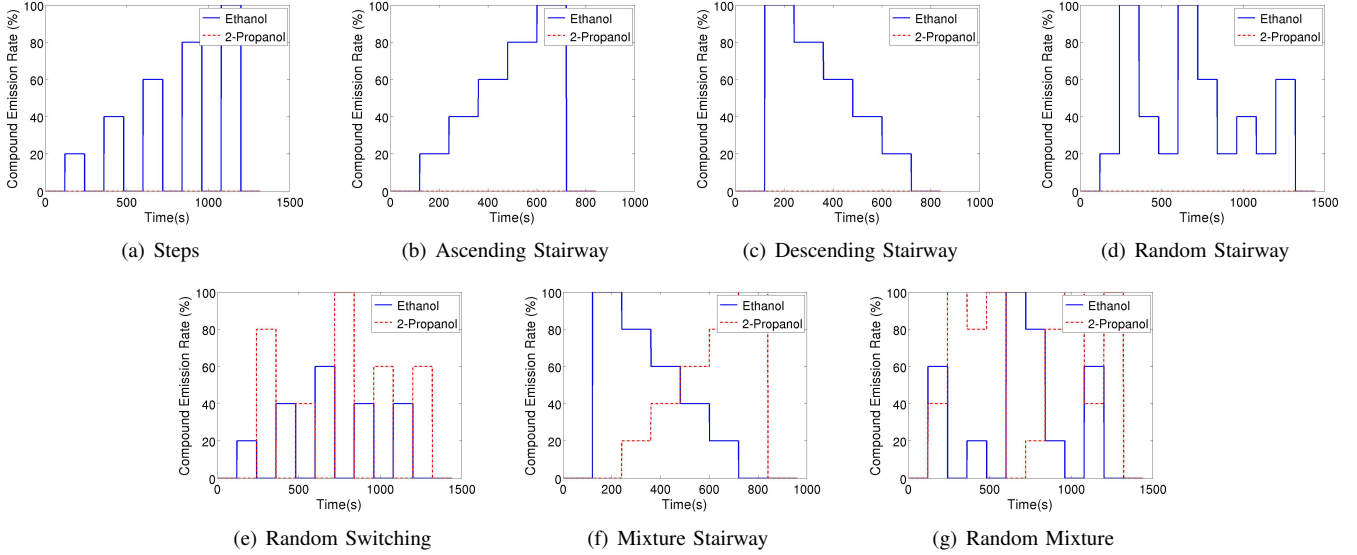 Compound Emission Rate (%)
100
80
60
40
20
0
0
500
1000
1500
Time(s)
Ethanol
2-Propanol
(a) Steps
Compound Emission Rate (%)
100
80
60
40
20
0
0
200
400
600
800
1000
Time(s)
Ethanol
2-Propanol
(b) Ascending Stairway
Compound Emission Rate (%)
100
80
60
40
20
0
0
200
400
600
800
1000
Time(s)
Ethanol
2-Propanol
(c) Descending Stairway
Compound Emission Rate (%)
100
80
60
40
20
0
0
500
1000
1500
Time(s)
Ethanol
2-Propanol
(d) Random Stairway
Compound Emission Rate (%)
100
80
60
40
20
0
0
500
1000
1500
Time(s)
Ethanol
2-Propanol
(e) Random Switching
Compound Emission Rate (%)
100
80
60
40
20
0
0
200
400
600
800
1000
Time(s)
Ethanol
2-Propanol
(f) Mixture Stairway
Compound Emission Rate (%)
100
80
60
40
20
0
0
500
1000
1500
Time(s)
Ethanol
2-Propanol
(g) Random Mixture